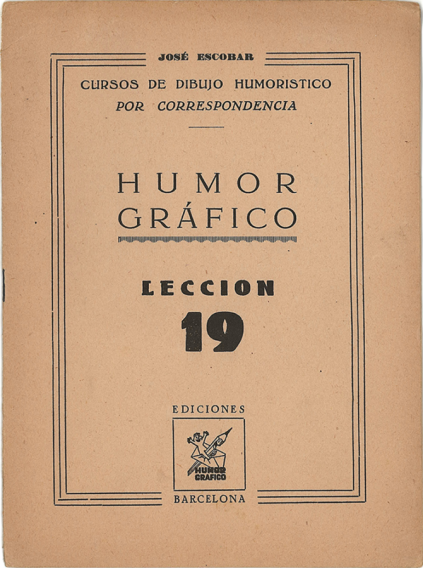 JOSÉ ESCOBAR
CURSOS DE DIBUJO HUMORISTICO
POR CORRESPONDENCIA
HUMOR
GRÁFICO
LECCION
19
EDICIONES
HUMOR
GRAFICO
BARCELONA